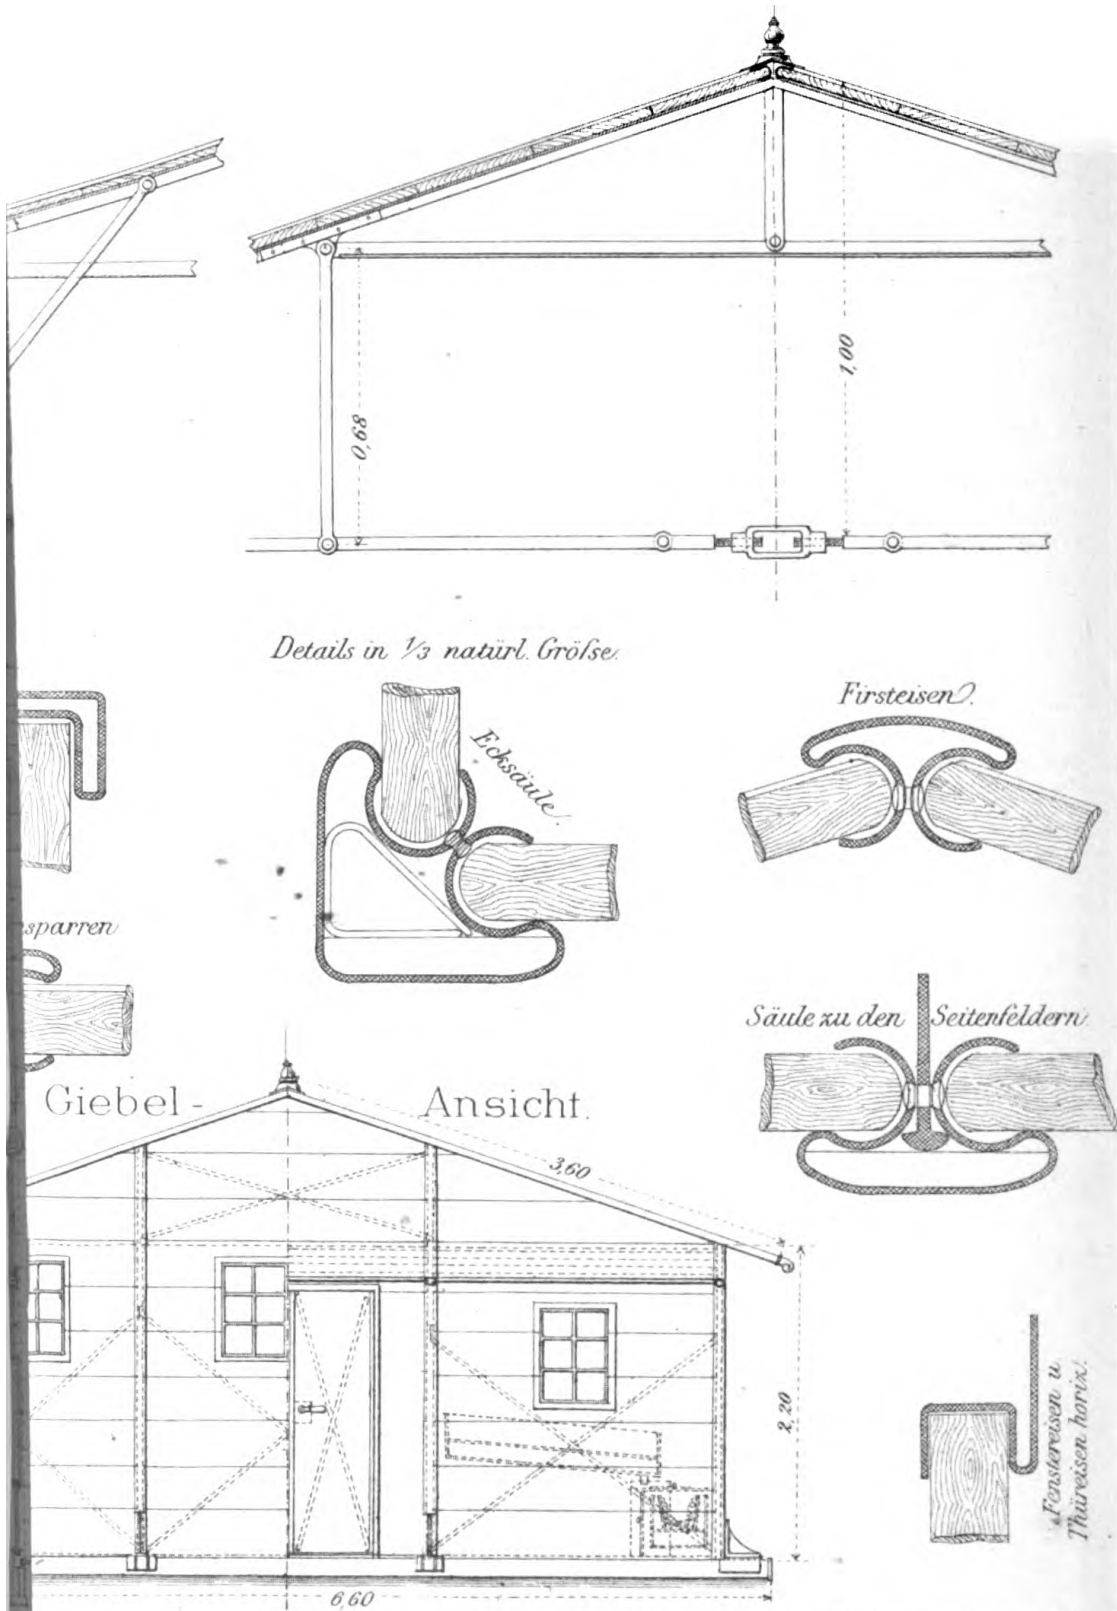 0,68
1,00
Details in ⅓ natürl. Größse.
Firsteisen.
Ecksäule.
sparren
Säule zu den Seitenfeldern.
Giebel - Ansicht.
3,60
2,20
Fenstereisen u.
Thüreisen horiz.
6,60